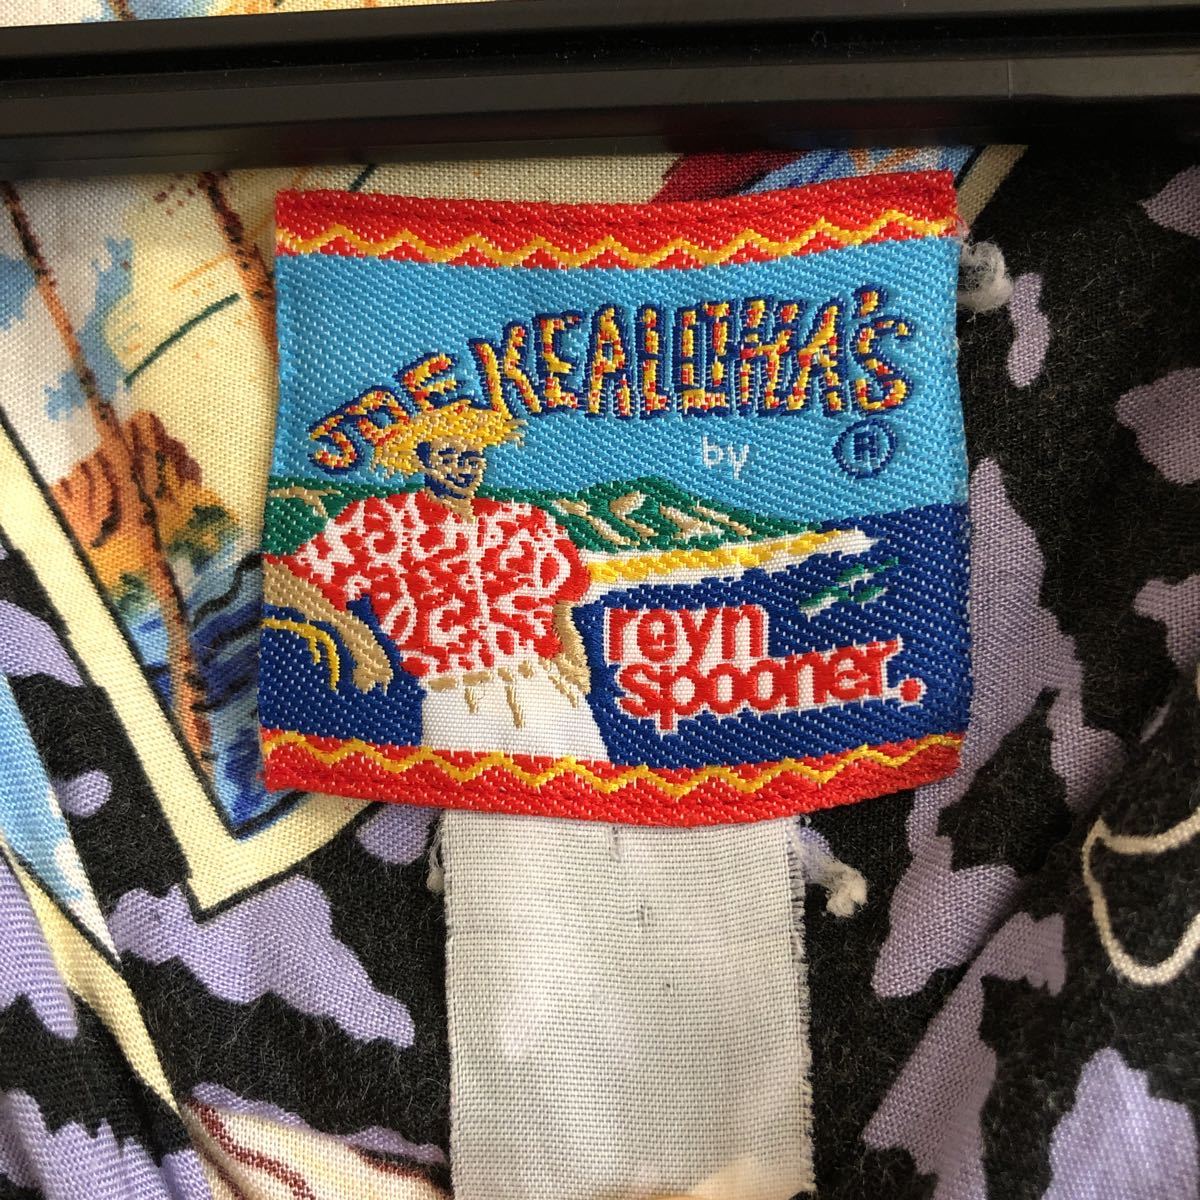 JOE KEALOHA'S
by ®
reyn
spooner.